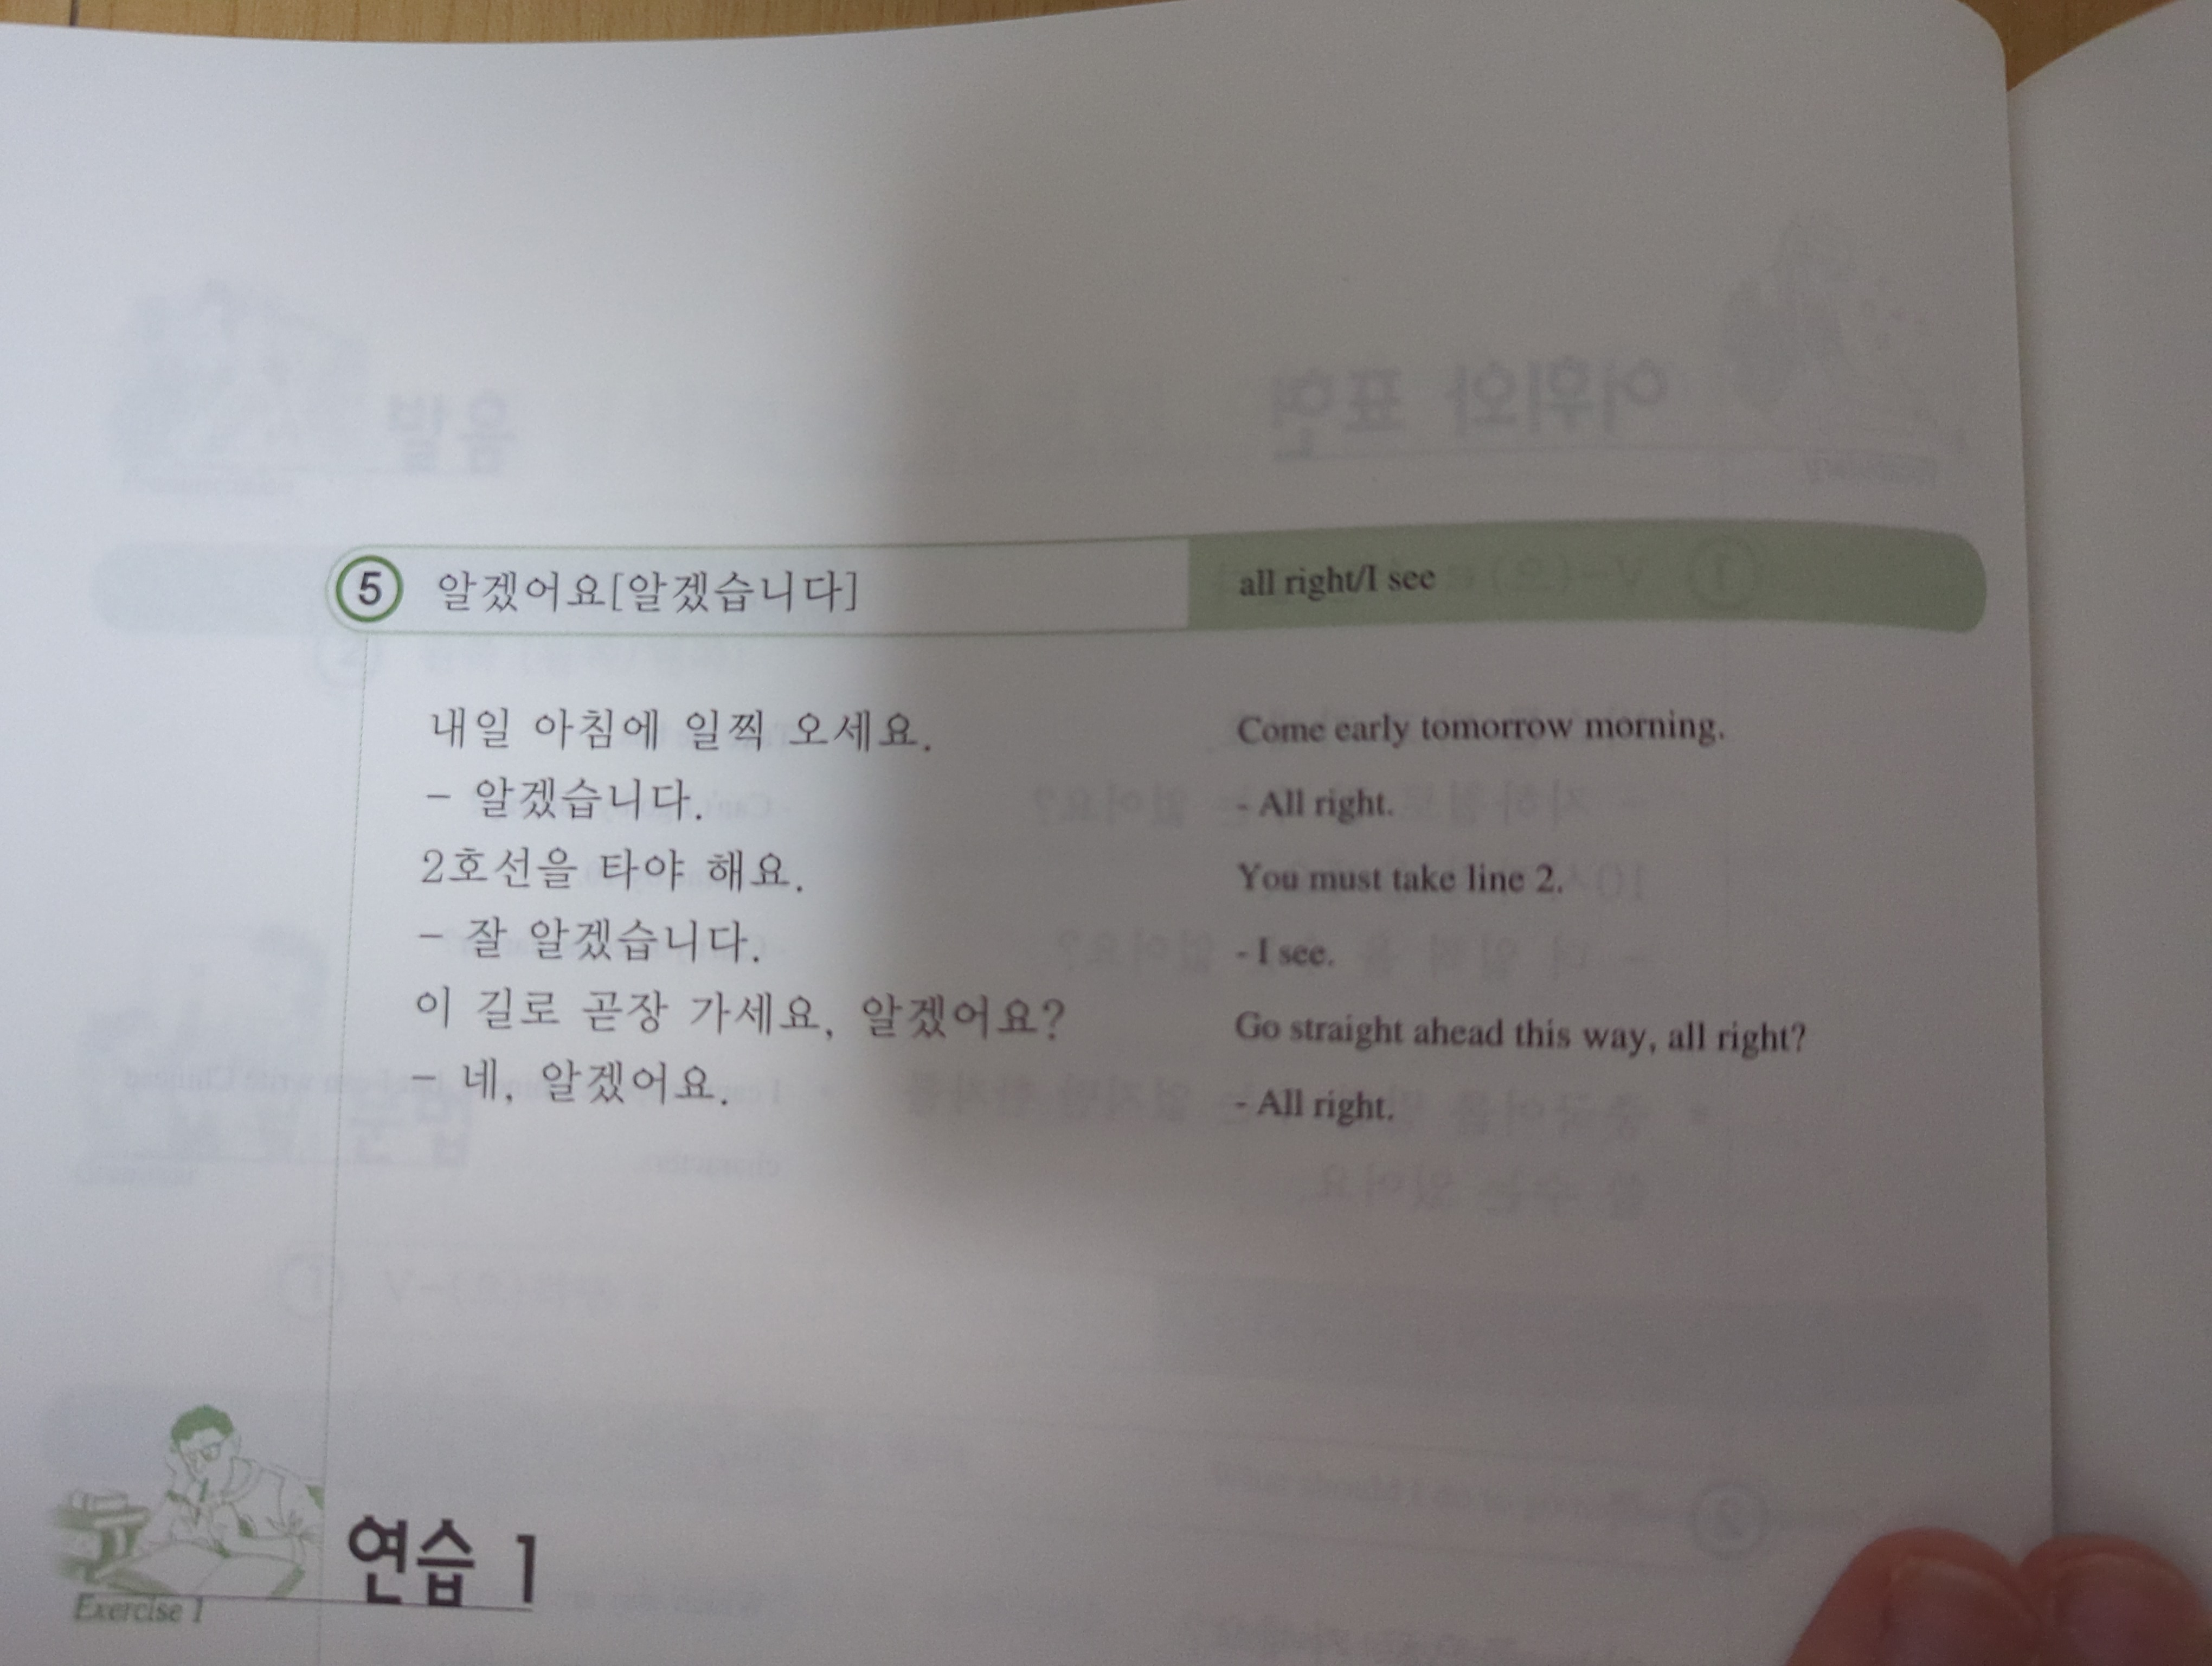 5 알겠어요[알겠습니다] all right/I see
내일 아침에 일찍 오세요. Come early tomorrow morning.
– 알겠습니다. - All right.
2호선을 타야 해요. You must take line 2.
– 잘 알겠습니다. - I see.
이 길로 곧장 가세요, 알겠어요? Go straight ahead this way, all right?
– 네, 알겠어요. - All right.
연습 1
Exercise 1